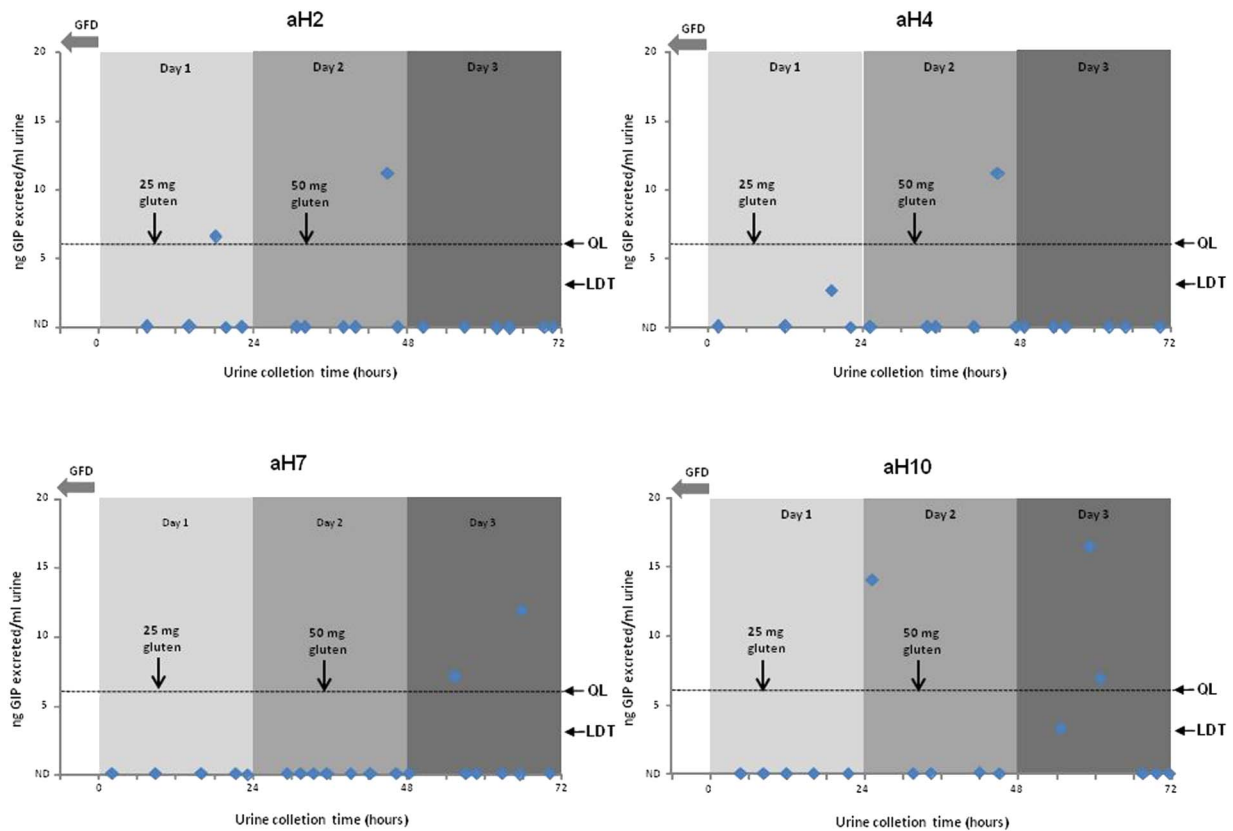 aH2
GFD
20
15
10
5
ND
ng GIP excreted/ml urine
Day 1
Day 2
Day 3
25 mg
gluten
50 mg
gluten
QL
LDT
0
24
48
72
Urine colletion time (hours)
aH4
GFD
20
15
10
5
ND
ng GIP excreted/ml urine
Day 1
Day 2
Day 3
25 mg
gluten
50 mg
gluten
QL
LDT
0
24
48
72
Urine colletion time (hours)
aH7
GFD
20
15
10
5
ND
ng GIP excreted/ml urine
Day 1
Day 2
Day 3
25 mg
gluten
50 mg
gluten
QL
LDT
0
24
48
72
Urine colletion time (hours)
aH10
GFD
20
15
10
5
ND
ng GIP excreted/ml urine
Day 1
Day 2
Day 3
25 mg
gluten
50 mg
gluten
QL
LDT
0
24
48
72
Urine colletion time (hours)